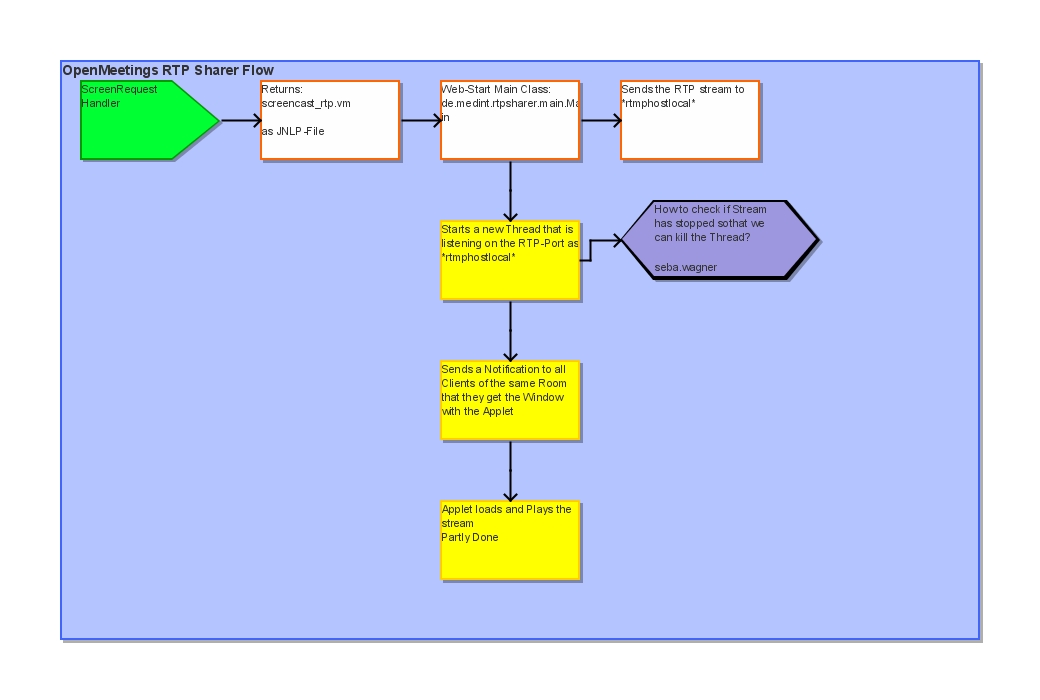 OpenMeetings RTP Sharer Flow
ScreenRequest
Handler
Returns:
screencast_rtp.vm
as JNLP-File
Web-Start Main Class:
de.medint.rtpsharer.main.Ma
in
Sends the RTP stream to
*rtmphostlocal*
Starts a new Thread that is
listening on the RTP-Port as
*rtmphostlocal*
How to check if Stream
has stopped sothat we
can kill the Thread?
seba.wagner
Sends a Notification to all
Clients of the same Room
that they get the Window
with the Applet
Applet loads and Plays the
stream
Partly Done